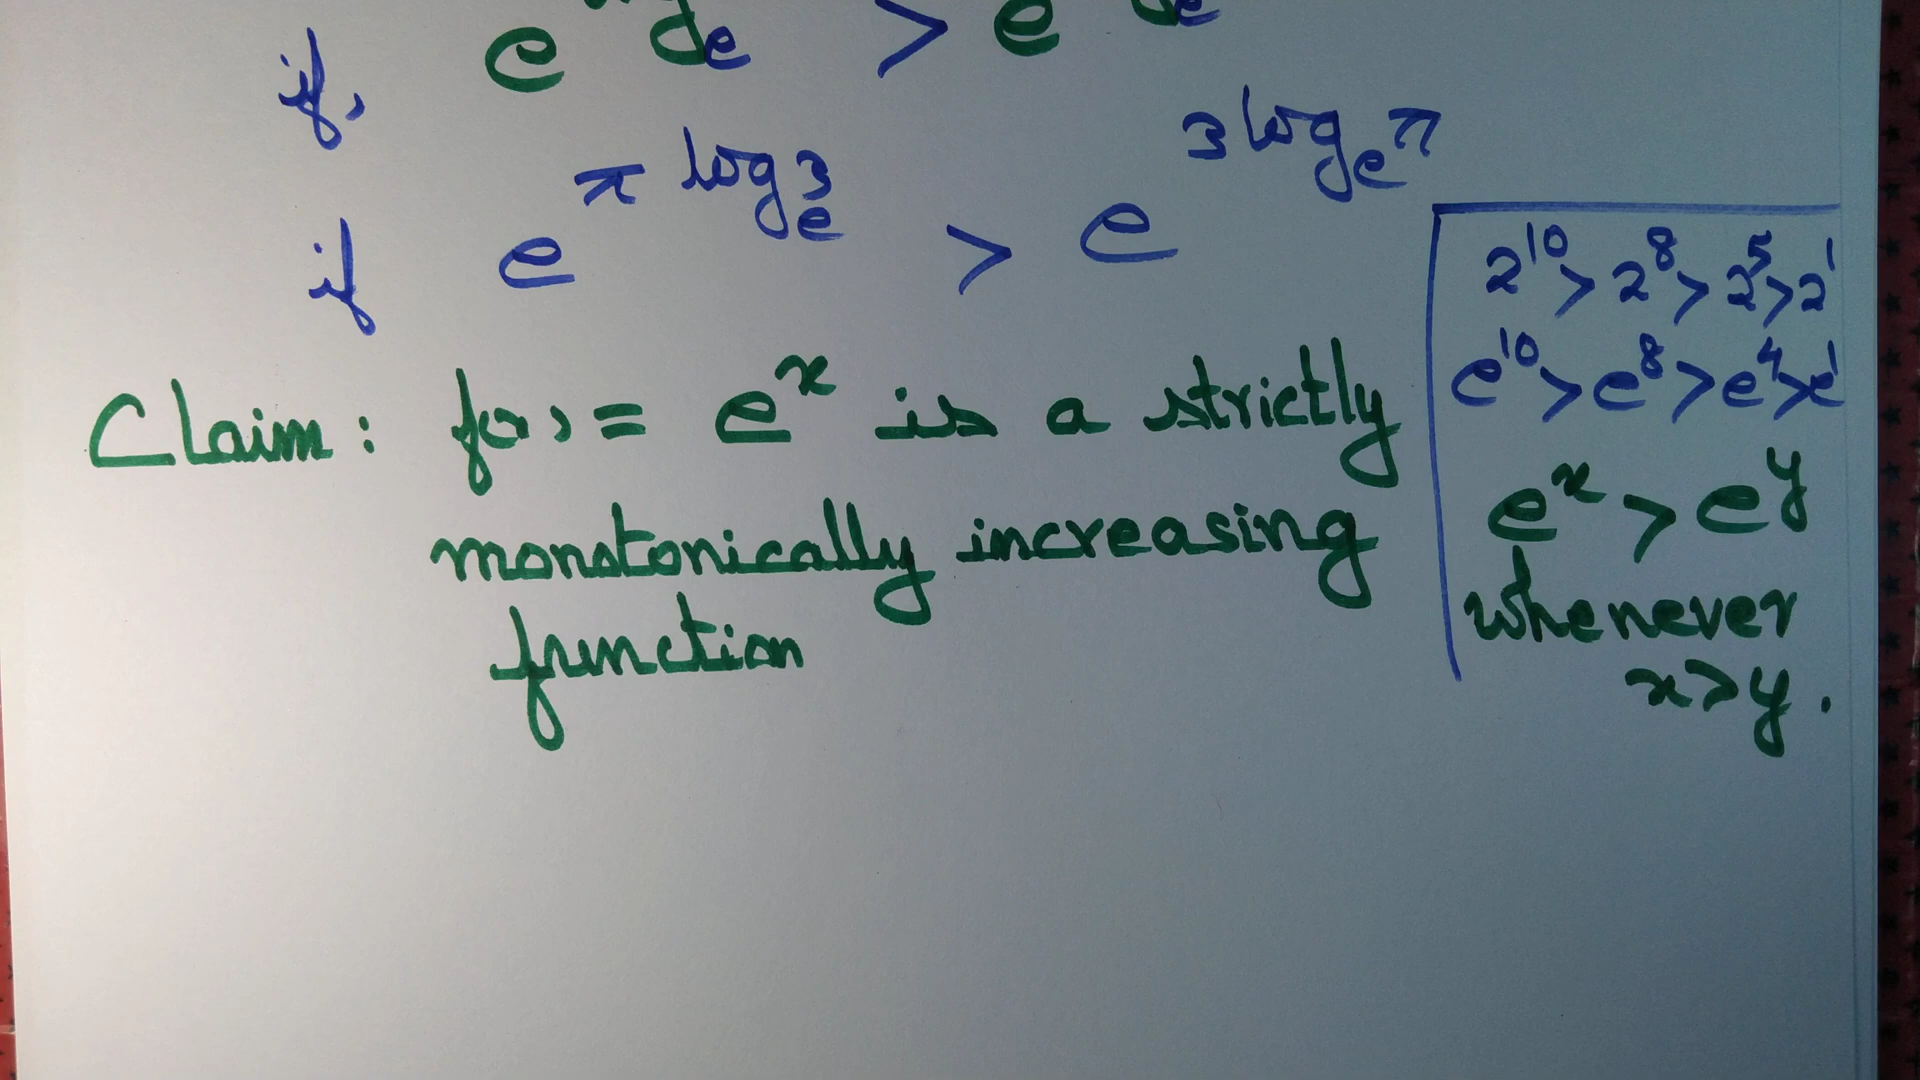 if, e e > e e
if e^π log_e 3 > e^3 log_e π
Claim: f(x) = e^x is a strictly
monotonically increasing
function
2^10 > 2^8 > 2^5 > 2^1
e^10 > e^8 > e^4 > e^1
e^x > e^y
whenever
x > y.